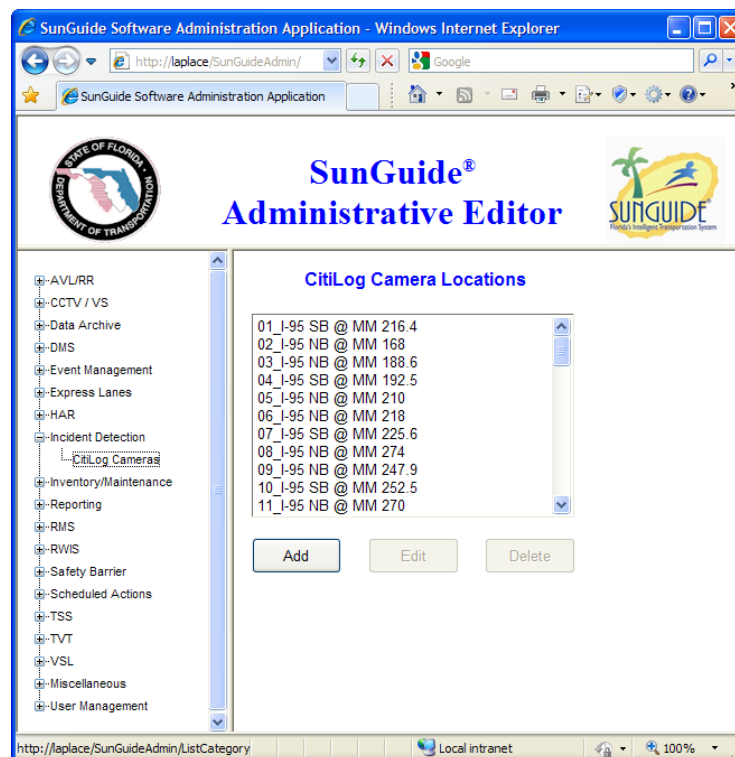 SunGuide Software Administration Application - Windows Internet Explorer
http://laplace/SunGuideAdmin/
Google
SunGuide Software Administration Application
STATE OF FLORIDA
DEPARTMENT OF TRANSPORTATION
SunGuide®
Administrative Editor
SUNGUIDE
Florida's Intelligent Transportation System
AVL/RR
CCTV / VS
Data Archive
DMS
Event Management
Express Lanes
HAR
Incident Detection
CitiLog Cameras
Inventory/Maintenance
Reporting
RMS
RWIS
Safety Barrier
Scheduled Actions
TSS
TVT
VSL
Miscellaneous
User Management
CitiLog Camera Locations
01_I-95 SB @ MM 216.4
02_I-95 NB @ MM 168
03_I-95 NB @ MM 188.6
04_I-95 SB @ MM 192.5
05_I-95 NB @ MM 210
06_I-95 NB @ MM 218
07_I-95 SB @ MM 225.6
08_I-95 NB @ MM 274
09_I-95 NB @ MM 247.9
10_I-95 SB @ MM 252.5
11_I-95 NB @ MM 270
Add Edit Delete
http://laplace/SunGuideAdmin/ListCategory Local intranet 100%